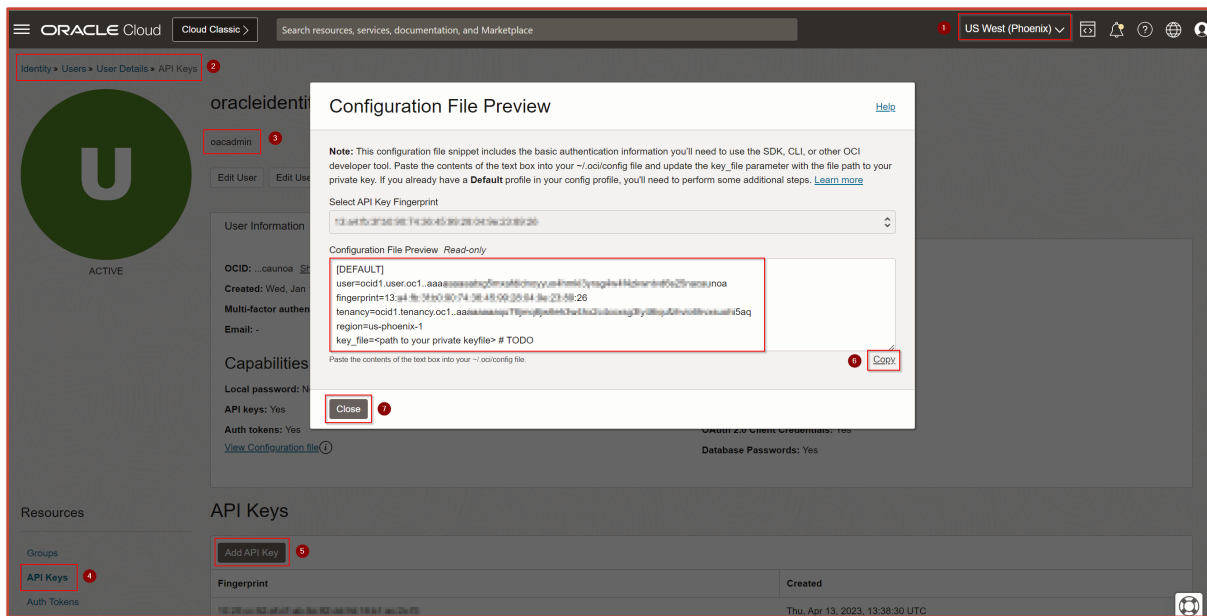 ORACLE Cloud
Cloud Classic >
Search resources, services, documentation, and Marketplace
1
US West (Phoenix)
Identity » Users » User Details » API Keys
2
U
ACTIVE
oracleidenti
oacadmin
3
Edit User
Edit Use
User Information
OCID: ...caunoa Sh
Created: Wed, Jan
Multi-factor authen
Email: -
Capabilities
Local password: N
API keys: Yes
Auth tokens: Yes
View Configuration file
OAuth 2.0 Client Credentials: Yes
Database Passwords: Yes
Configuration File Preview
Help
Note: This configuration file snippet includes the basic authentication information you'll need to use the SDK, CLI, or other OCI
developer tool. Paste the contents of the text box into your ~/.oci/config file and update the key_file parameter with the file path to your
private key. If you already have a Default profile in your config profile, you'll need to perform some additional steps. Learn more
Select API Key Fingerprint
Configuration File Preview Read-only
[DEFAULT]
user=ocid1.user.oc1..aaa
unoa
fingerprint=13:
:26
tenancy=ocid1.tenancy.oc1..aa
5aq
region=us-phoenix-1
key_file=<path to your private keyfile> # TODO
Paste the contents of the text box into your ~/.oci/config file.
6
Copy
Close
7
Resources
Groups
API Keys
4
Auth Tokens
API Keys
Add API Key
5
Fingerprint
Created
Thu, Apr 13, 2023, 13:38:30 UTC